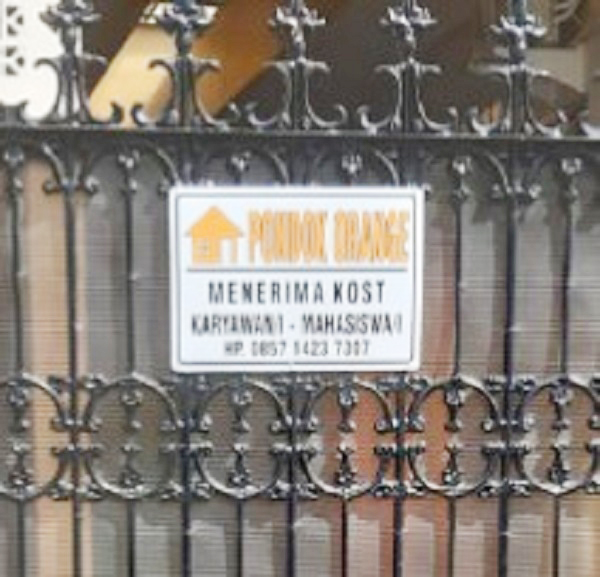 PONDOK ORANGE
MENERIMA KOST
KARYAWAN/I - MAHASISWA/I
HP. 0857 1423 7307